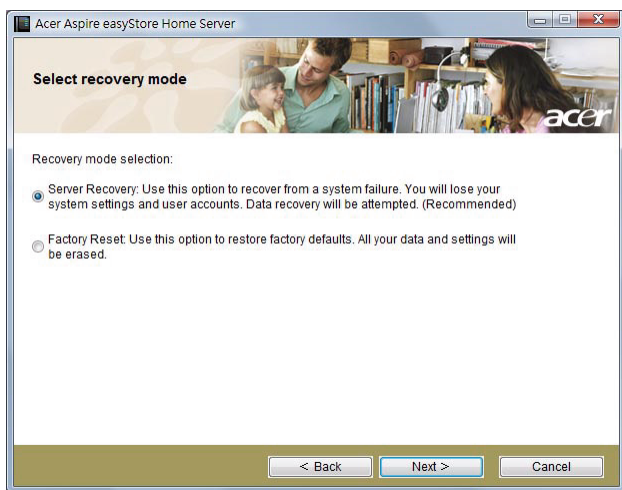 Acer Aspire easyStore Home Server
Select recovery mode
acer
Recovery mode selection:
Server Recovery: Use this option to recover from a system failure. You will lose your
system settings and user accounts. Data recovery will be attempted. (Recommended)
Factory Reset: Use this option to restore factory defaults. All your data and settings will
be erased.
< Back
Next >
Cancel